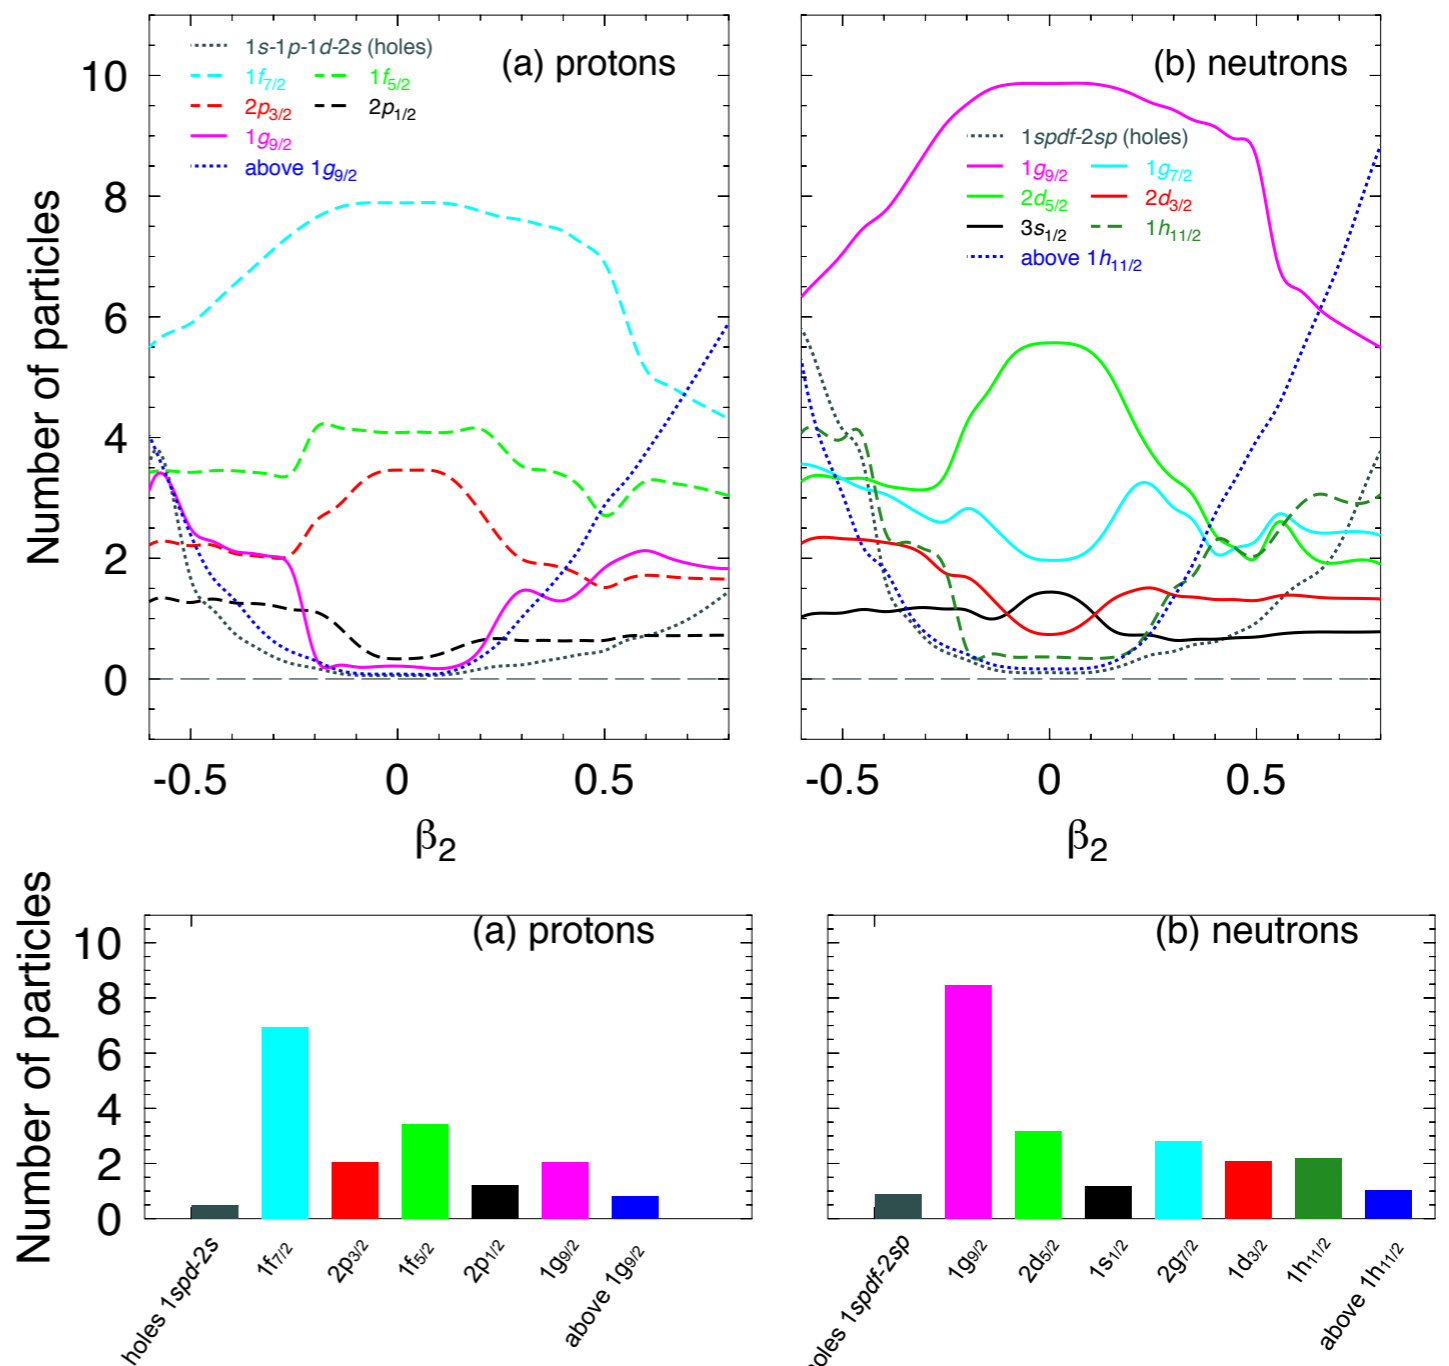 (a) protons
1s-1p-1d-2s (holes)
1f7/2 1f5/2
2p3/2 2p1/2
1g9/2
above 1g9/2
10
8
6
4
2
0
Number of particles
-0.5 0 0.5
β2
(b) neutrons
1spdf-2sp (holes)
1g9/2 1g7/2
2d5/2 2d3/2
3s1/2 1h11/2
above 1h11/2
-0.5 0 0.5
β2
(a) protons
10
8
6
4
2
0
Number of particles
holes 1spd-2s
1f7/2
2p3/2
1f5/2
2p1/2
1g9/2
above 1g9/2
(b) neutrons
oles 1spdf-2sp
1g9/2
2d5/2
1s1/2
2g7/2
1d3/2
1h11/2
above 1h11/2